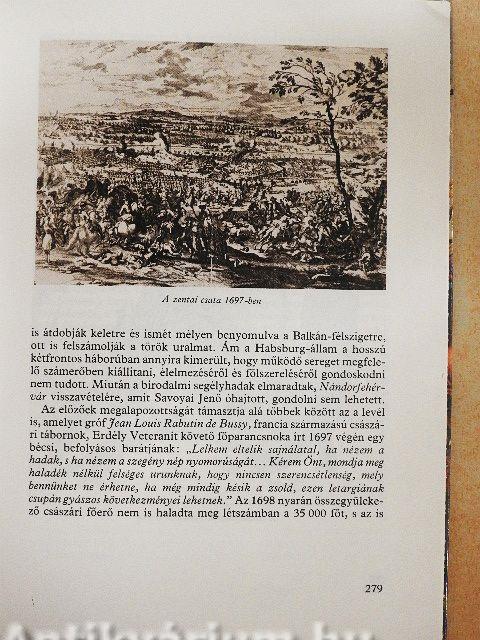 A zentai csata 1697-ben
is átdobják keletre és ismét mélyen benyomulva a Balkán-félszigetre,
ott is felszámolják a török uralmat. Ám a Habsburg-állam a hosszú
kétfrontos háborúban annyira kimerült, hogy működő sereget megfele-
lő számerőben kiállítani, élelmezéséről és fölszereléséről gondoskodni
nem tudott. Miután a birodalmi segélyhadak elmaradtak, Nándorfehér-
vár visszavételére, amit Savoyai Jenő óhajtott, gondolni sem lehetett.
Az előzőek megalapozottságát támasztja alá többek között az a levél
is, amelyet gróf Jean Louis Rabutin de Bussy, francia származású császá-
ri tábornok, Erdély Veteranit követő főparancsnoka írt 1697 végén egy
bécsi, befolyásos barátjának: „Lelkem eltelik sajnálatal, ha nézem a
hadak, s ha nézem a szegény nép nyomorúságát... Kérem Önt, mondja meg
haladék nélkül felséges urunknak, hogy nincsen szerencsétlenség, mely
bennünket ne érhetne, ha még mindig késik a zsold, ezen letargiának
csupán gyászos következményei lehetnek.” Az 1698 nyarán összegyüleke-
ző császári főerő nem is haladta meg létszámban a 35 000 főt, s az is
279
Antikvárium.hu